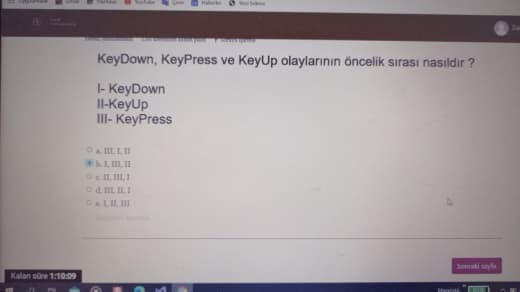 KeyDown, KeyPress ve KeyUp olaylarının öncelik sırası nasıldır ?
I- KeyDown
II-KeyUp
III- KeyPress
a. III, I, II
b. I, III, II
c. II, III, I
d. III, II, I
e. I, II, III
Sonraki sayfa
Kalan süre 1:10:09